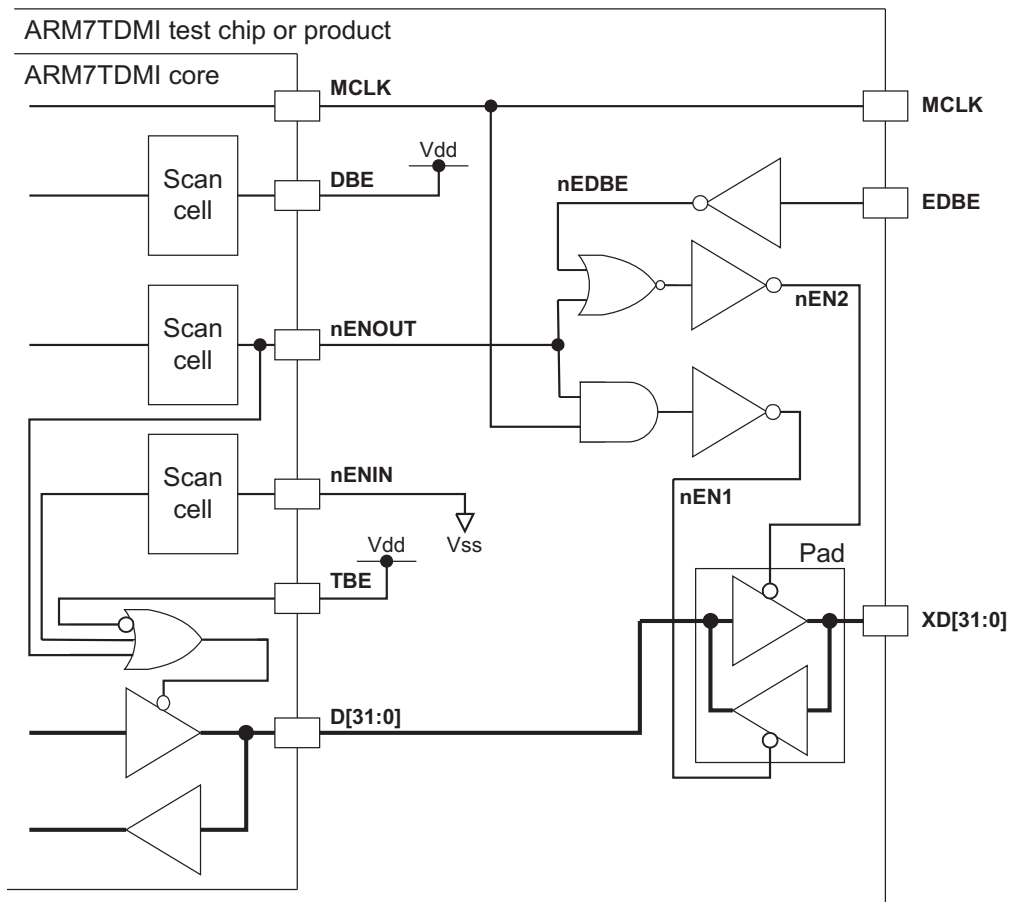 ARM7TDMI test chip or product
ARM7TDMI core
MCLK
MCLK
Scan
cell
DBE
Vdd
nEDBE
EDBE
Scan
cell
nENOUT
nEN2
Scan
cell
nENIN
Vss
nEN1
Vdd
TBE
Pad
XD[31:0]
D[31:0]